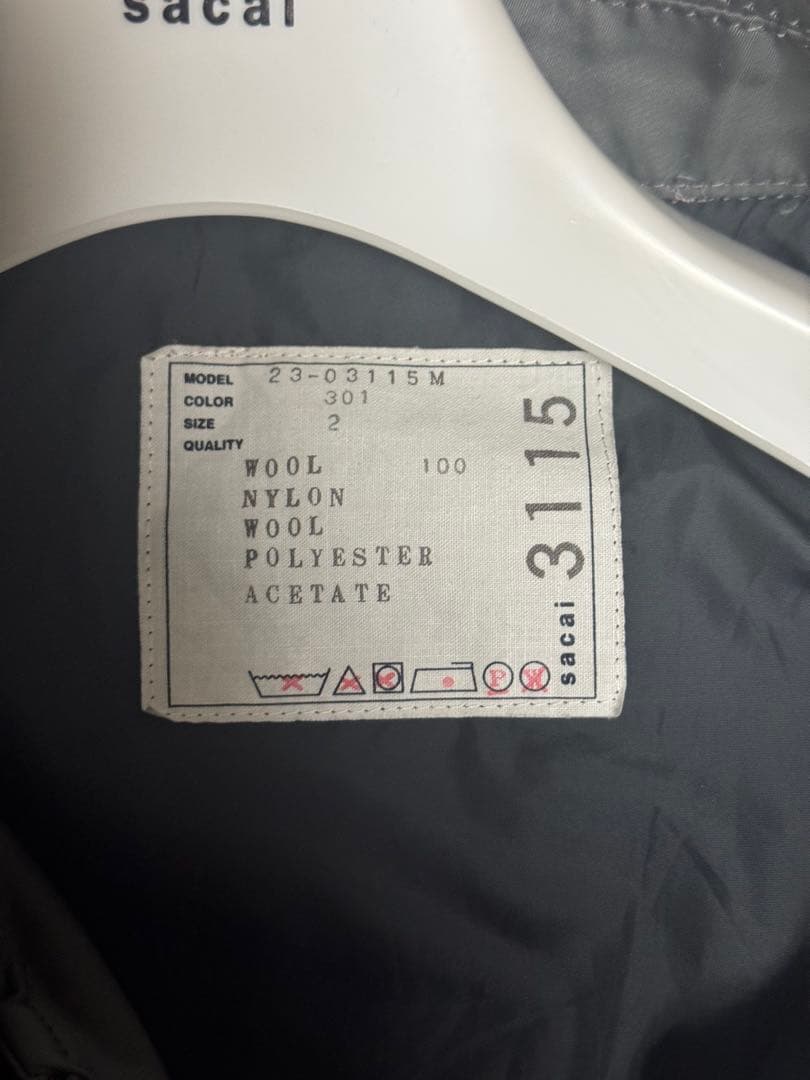 sacai
MODEL 23-03115M
COLOR 301
SIZE 2
QUALITY
WOOL 100
NYLON
WOOL
POLYESTER
ACETATE
P W
sacai 3115